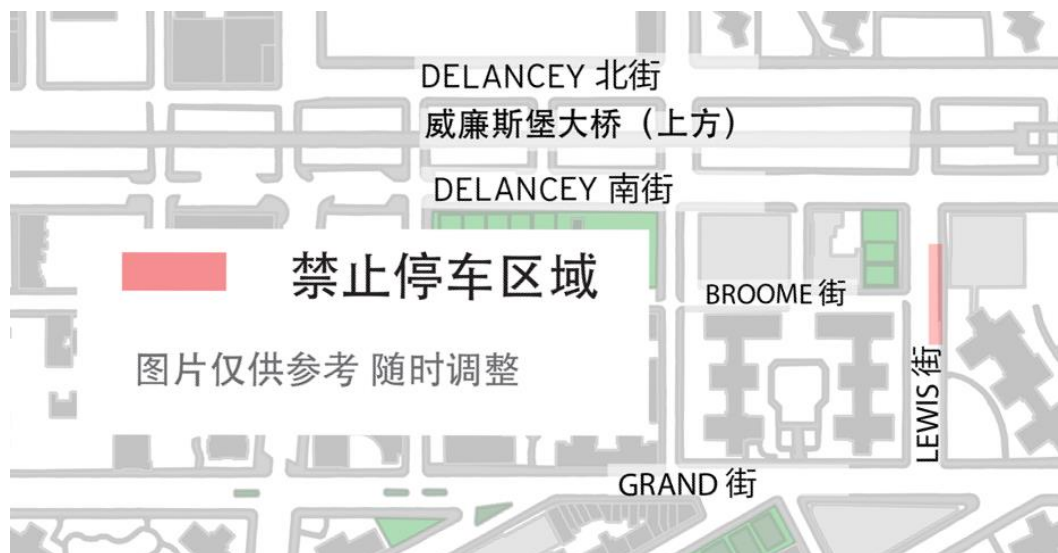 DELANCEY 北街
威廉斯堡大桥（上方）
DELANCEY 南街
禁止停车区域
BROOME 街
图片仅供参考 随时调整
LEWIS 街
GRAND 街